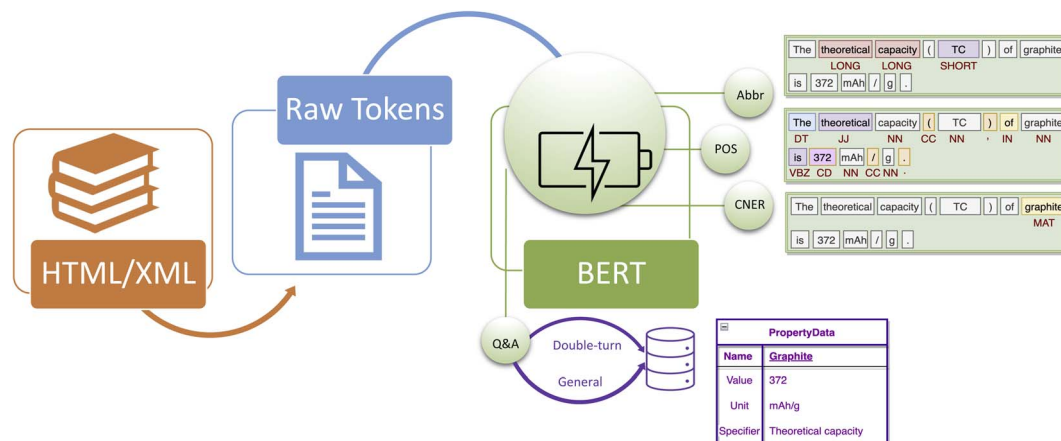 HTML/XML
Raw Tokens
BERT
Abbr
POS
CNER
Q&A
Double-turn
General
The theoretical capacity ( TC ) of graphite
LONG LONG SHORT
is 372 mAh / g .
The theoretical capacity ( TC ) of graphite
DT JJ NN CC NN , IN NN
is 372 mAh / g .
VBZ CD NN CC NN .
The theoretical capacity ( TC ) of graphite
MAT
is 372 mAh / g .
PropertyData
Name Graphite
Value 372
Unit mAh/g
Specifier Theoretical capacity